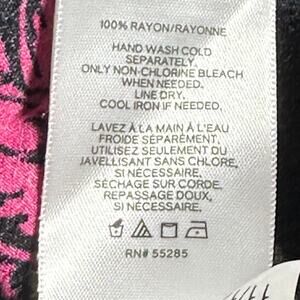 100% RAYON/RAYONNE
HAND WASH COLD
SEPARATELY.
ONLY NON-CHLORINE BLEACH
WHEN NEEDED.
LINE DRY.
COOL IRON IF NEEDED.
LAVEZ À LA MAIN À L'EAU
FROIDE SÉPARÉMENT.
UTILISEZ SEULEMENT DU
JAVELLISANT SANS CHLORE,
SI NÉCESSAIRE.
SÉCHAGE SUR CORDE.
REPASSAGE DOUX,
SI NÉCESSAIRE.
RN# 55285